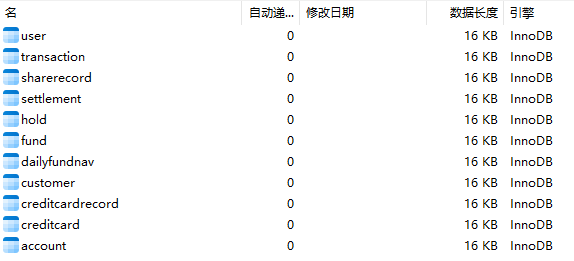 名 自动递... 修改日期 数据长度 引擎
user 0 16 KB InnoDB
transaction 0 16 KB InnoDB
sharerecord 0 16 KB InnoDB
settlement 0 16 KB InnoDB
hold 0 16 KB InnoDB
fund 0 16 KB InnoDB
dailyfundnav 0 16 KB InnoDB
customer 0 16 KB InnoDB
creditcardrecord 0 16 KB InnoDB
creditcard 0 16 KB InnoDB
account 0 16 KB InnoDB